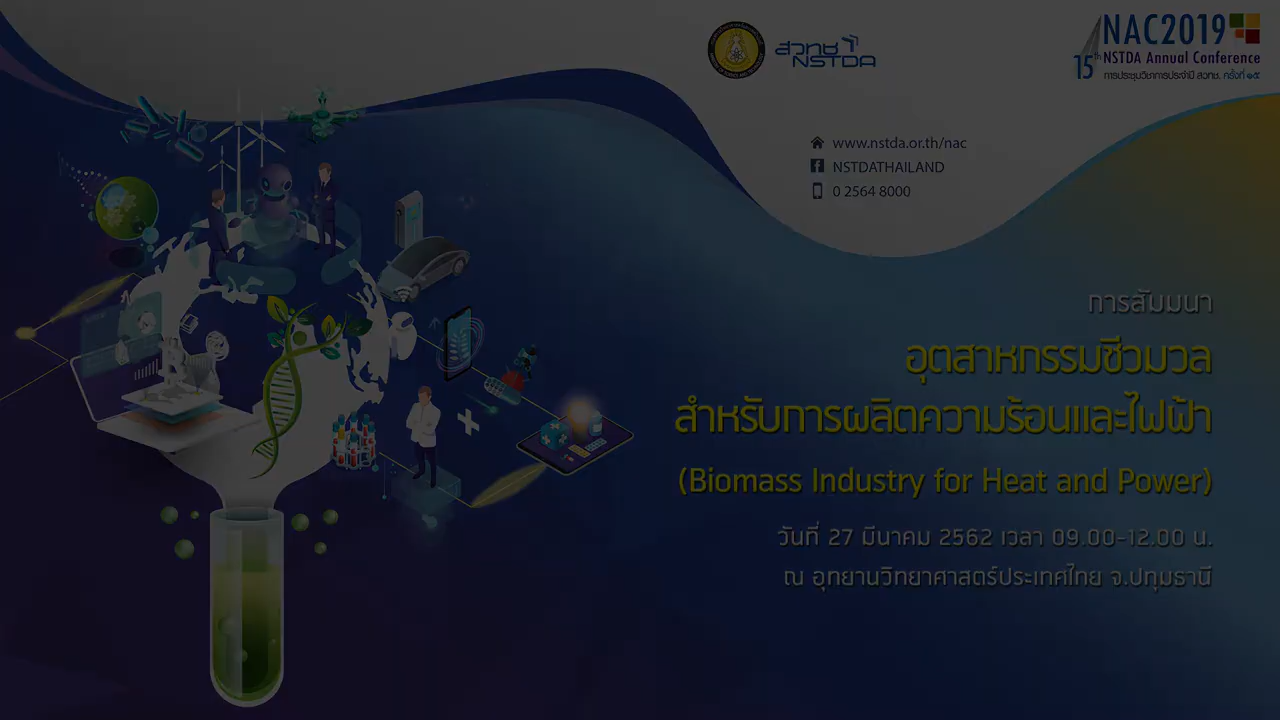 สวทช
NSTDA
NAC2019
15th NSTDA Annual Conference
การประชุมวิชาการประจำปี สวทช. ครั้งที่ ๑๕
www.nstda.or.th/nac
NSTDATHAILAND
0 2564 8000
การสัมมนา
อุตสาหกรรมชีวมวล
สำหรับการผลิตความร้อนและไฟฟ้า
(Biomass Industry for Heat and Power)
วันที่ 27 มีนาคม 2562 เวลา 09.00-12.00 น.
ณ อุทยานวิทยาศาสตร์ประเทศไทย จ.ปทุมธานี